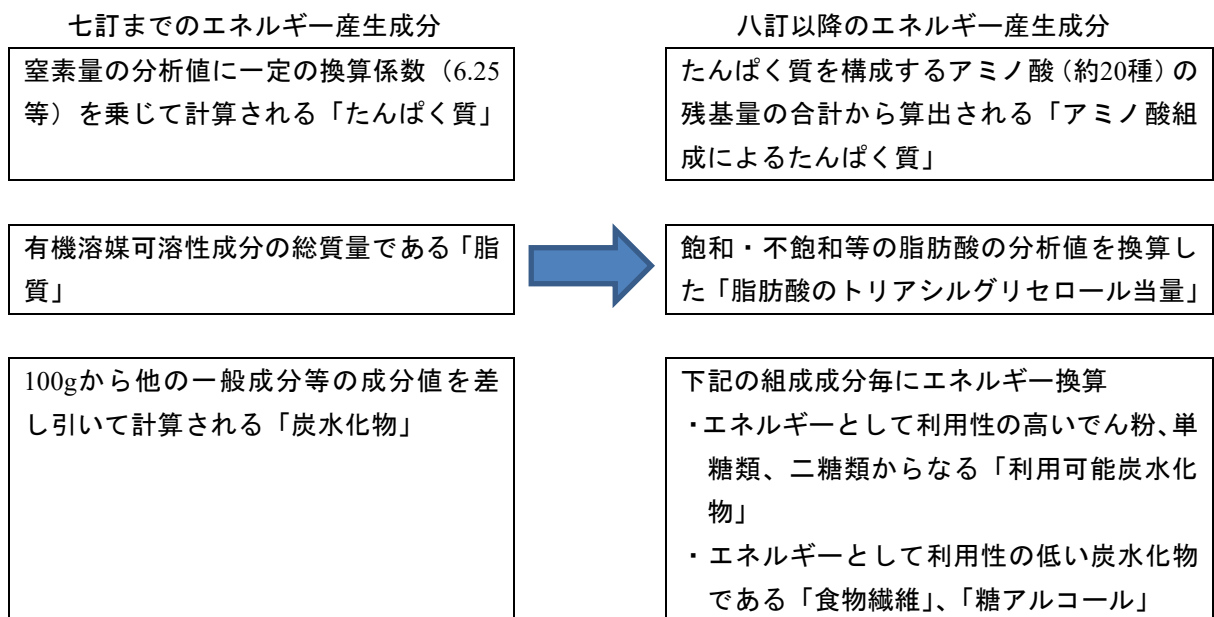 七訂までのエネルギー産生成分
窒素量の分析値に一定の換算係数（6.25
等）を乗じて計算される「たんぱく質」
有機溶媒可溶性成分の総質量である「脂
質」
100gから他の一般成分等の成分値を差
し引いて計算される「炭水化物」
八訂以降のエネルギー産生成分
たんぱく質を構成するアミノ酸（約20種）の
残基量の合計から算出される「アミノ酸組
成によるたんぱく質」
飽和・不飽和等の脂肪酸の分析値を換算し
た「脂肪酸のトリアシルグリセロール当量」
下記の組成成分毎にエネルギー換算
・エネルギーとして利用性の高いでん粉、単
糖類、二糖類からなる「利用可能炭水化
物」
・エネルギーとして利用性の低い炭水化物
である「食物繊維」、「糖アルコール」